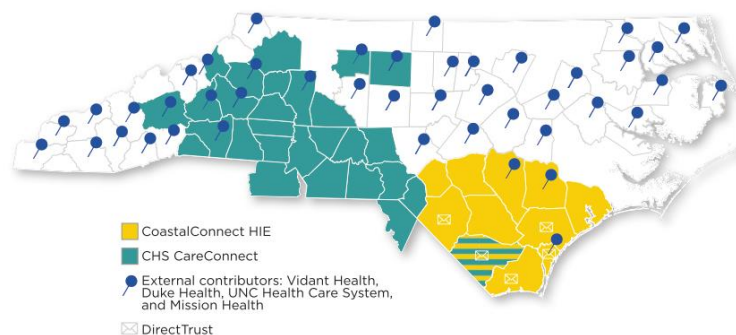 CoastalConnect HIE
CHS CareConnect
External contributors: Vidant Health,
Duke Health, UNC Health Care System,
and Mission Health
DirectTrust